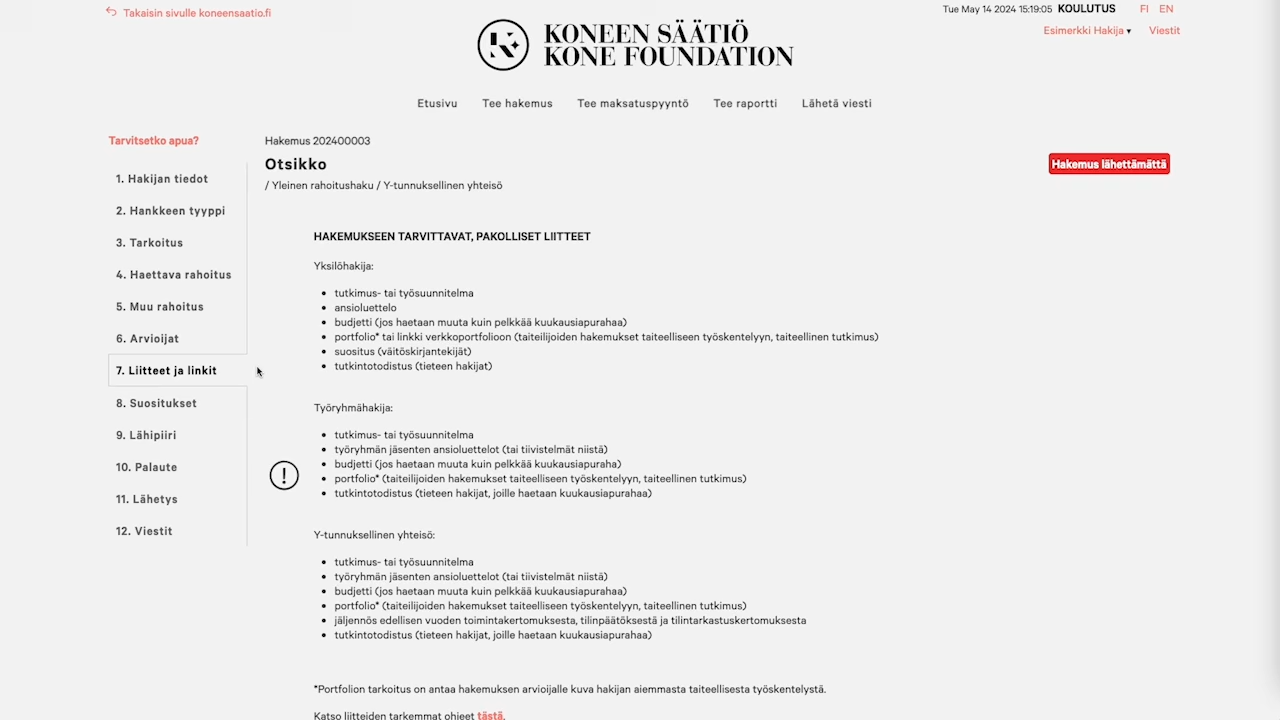 Takaisin sivulle koneensaatio.fi
Tue May 14 2024 15:19:05 KOULUTUS FI EN
KONEEN SÄÄTIÖ
KONE FOUNDATION
Esimerkki Hakija ▾ Viestit
Etusivu Tee hakemus Tee maksatuspyyntö Tee raportti Lähetä viesti
Tarvitsetko apua?
1. Hakijan tiedot
2. Hankkeen tyyppi
3. Tarkoitus
4. Haettava rahoitus
5. Muu rahoitus
6. Arvioijat
7. Liitteet ja linkit
8. Suositukset
9. Lähipiiri
10. Palaute
11. Lähetys
12. Viestit
Hakemus 202400003
Otsikko
Hakemus lähettämättä
/ Yleinen rahoitushaku / Y-tunnuksellinen yhteisö
HAKEMUKSEEN TARVITTAVAT, PAKOLLISET LIITTEET
Yksilöhakija:
• tutkimus- tai työsuunnitelma
• ansioluettelo
• budjetti (jos haetaan muuta kuin pelkkää kuukausiapurahaa)
• portfolio* tai linkki verkkoportfolioon (taiteilijoiden hakemukset taiteelliseen työskentelyyn, taiteellinen tutkimus)
• suositus (väitöskirjantekijät)
• tutkintotodistus (tieteen hakijat)
Työryhmähakija:
• tutkimus- tai työsuunnitelma
• työryhmän jäsenten ansioluettelot (tai tiivistelmät niistä)
• budjetti (jos haetaan muuta kuin pelkkää kuukausiapuraha)
• portfolio* (taiteilijoiden hakemukset taiteelliseen työskentelyyn, taiteellinen tutkimus)
• tutkintotodistus (tieteen hakijat, joille haetaan kuukausiapurahaa)
Y-tunnuksellinen yhteisö:
• tutkimus- tai työsuunnitelma
• työryhmän jäsenten ansioluettelot (tai tiivistelmät niistä)
• budjetti (jos haetaan muuta kuin pelkkää kuukausiapurahaa)
• portfolio* (taiteilijoiden hakemukset taiteelliseen työskentelyyn, taiteellinen tutkimus)
• jäljennös edellisen vuoden toimintakertomuksesta, tilinpäätöksestä ja tilintarkastuskertomuksesta
• tutkintotodistus (tieteen hakijat, joille haetaan kuukausiapurahaa)
*Portfolion tarkoitus on antaa hakemuksen arvioijalle kuva hakijan aiemmasta taiteellisesta työskentelystä.
Katso liitteiden tarkemmat ohjeet tästä.